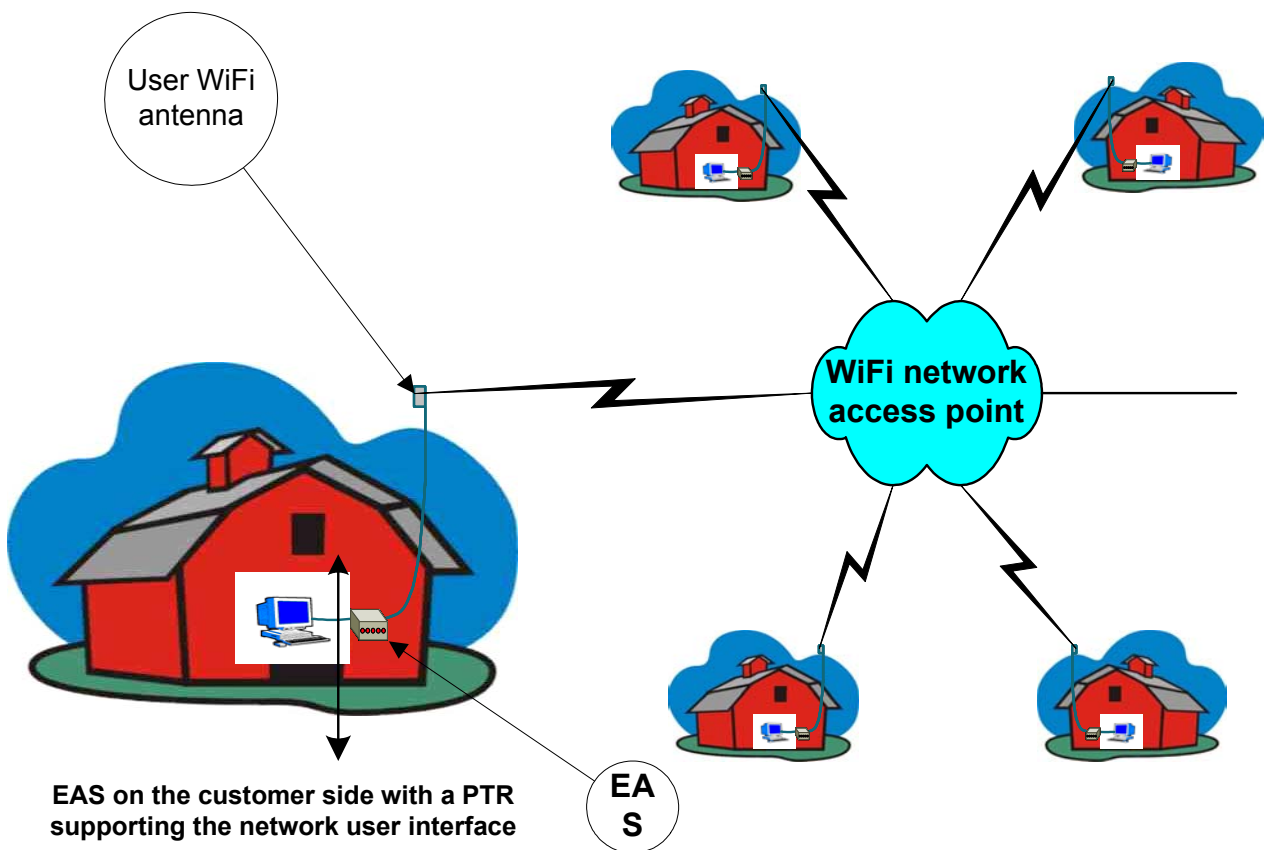 User WiFi
antenna
WiFi network
access point
EAS on the customer side with a PTR
supporting the network user interface
EA
S